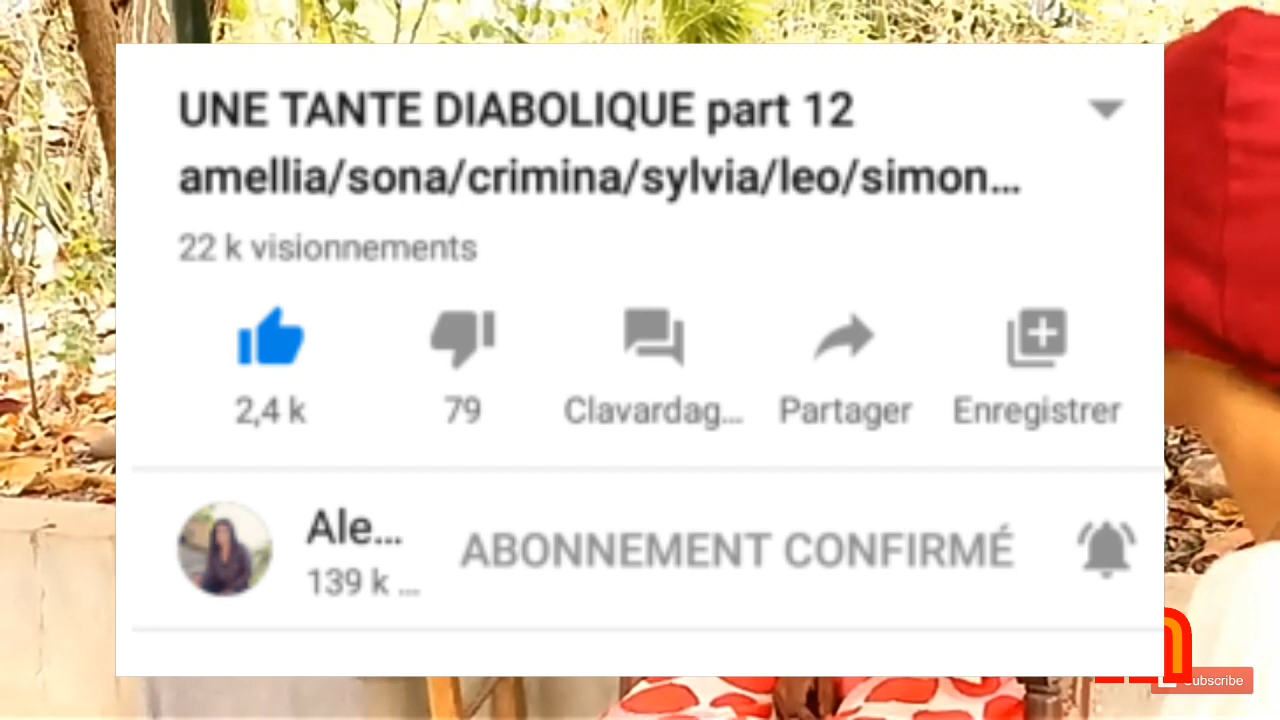 UNE TANTE DIABOLIQUE part 12
amellia/sona/crimina/sylvia/leo/simon...
22 k visionnements
2,4 k
79
Clavardag...
Partager
Enregistrer
Ale...
139 k ...
ABONNEMENT CONFIRMÉ